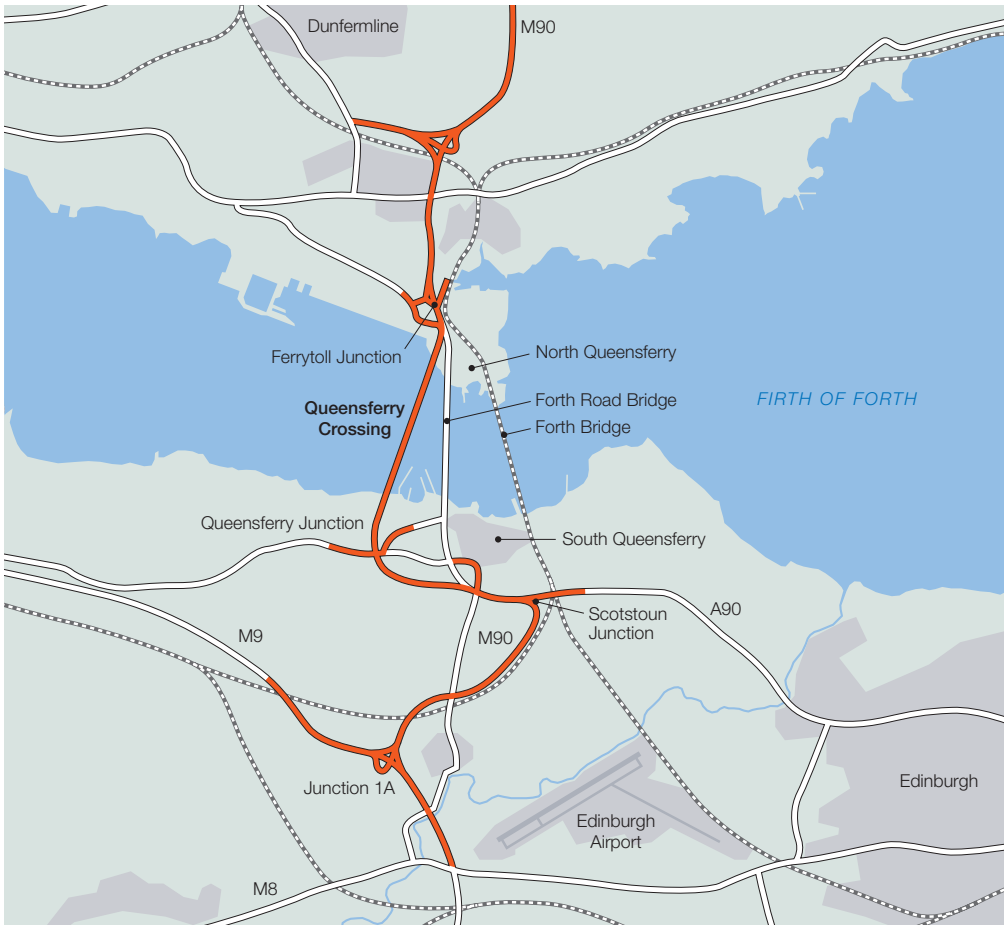 Dunfermline
M90
Ferrytoll Junction
North Queensferry
Queensferry
Crossing
Forth Road Bridge
FIRTH OF FORTH
Forth Bridge
Queensferry Junction
South Queensferry
Scotstoun
Junction
A90
M9
M90
Junction 1A
Edinburgh
Edinburgh
Airport
M8